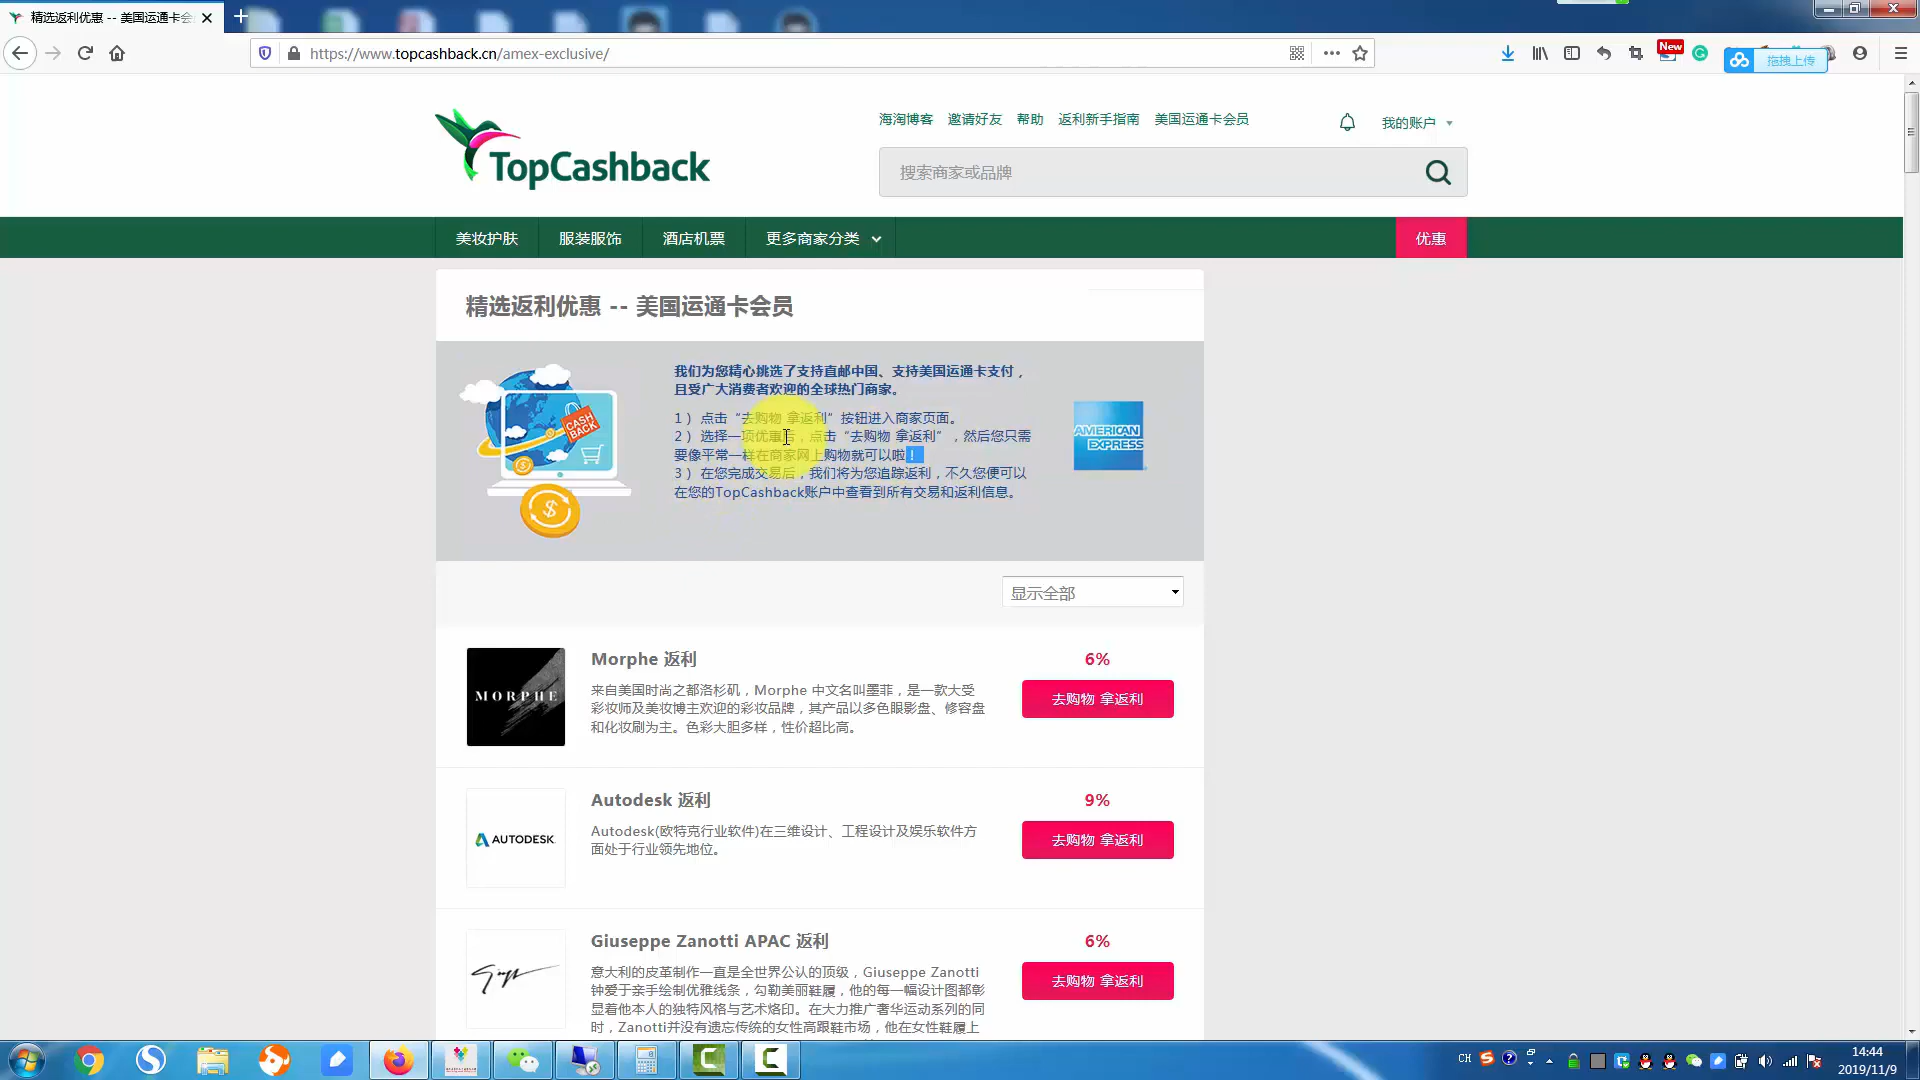 精选返利优惠 -- 美国运通卡会
https://www.topcashback.cn/amex-exclusive/
New
拖拽上传
TopCashback
海淘博客 邀请好友 帮助 返利新手指南 美国运通卡会员
我的账户
搜索商家或品牌
美妆护肤 服装服饰 酒店机票 更多商家分类 优惠
精选返利优惠 -- 美国运通卡会员
我们为您精心挑选了支持直邮中国、支持美国运通卡支付，
且受广大消费者欢迎的全球热门商家。
1） 点击“去购物 拿返利”按钮进入商家页面。
2） 选择一项优惠后，点击“去购物 拿返利”，然后您只需
要像平常一样在商家网上购物就可以啦！
3） 在您完成交易后，我们将为您追踪返利，不久您便可以
在您的TopCashback账户中查看到所有交易和返利信息。
CASH
BACK
AMERICAN
EXPRESS
显示全部
MORPHE
Morphe 返利
6%
来自美国时尚之都洛杉矶，Morphe 中文名叫墨菲，是一款大受
彩妆师及美妆博主欢迎的彩妆品牌，其产品以多色眼影盘、修容盘
和化妆刷为主。色彩大胆多样，性价超比高。
去购物 拿返利
AUTODESK
Autodesk 返利
9%
Autodesk(欧特克行业软件)在三维设计、工程设计及娱乐软件方
面处于行业领先地位。
去购物 拿返利
Giuseppe Zanotti APAC 返利
6%
意大利的皮革制作一直是全世界公认的顶级，Giuseppe Zanotti
钟爱于亲手绘制优雅线条，勾勒美丽鞋履，他的每一幅设计图都彰
显着他本人的独特风格与艺术烙印。在大力推广奢华运动系列的同
时，Zanotti并没有遗忘传统的女性高跟鞋市场，他在女性鞋履上
去购物 拿返利
CH
14:44
2019/11/9